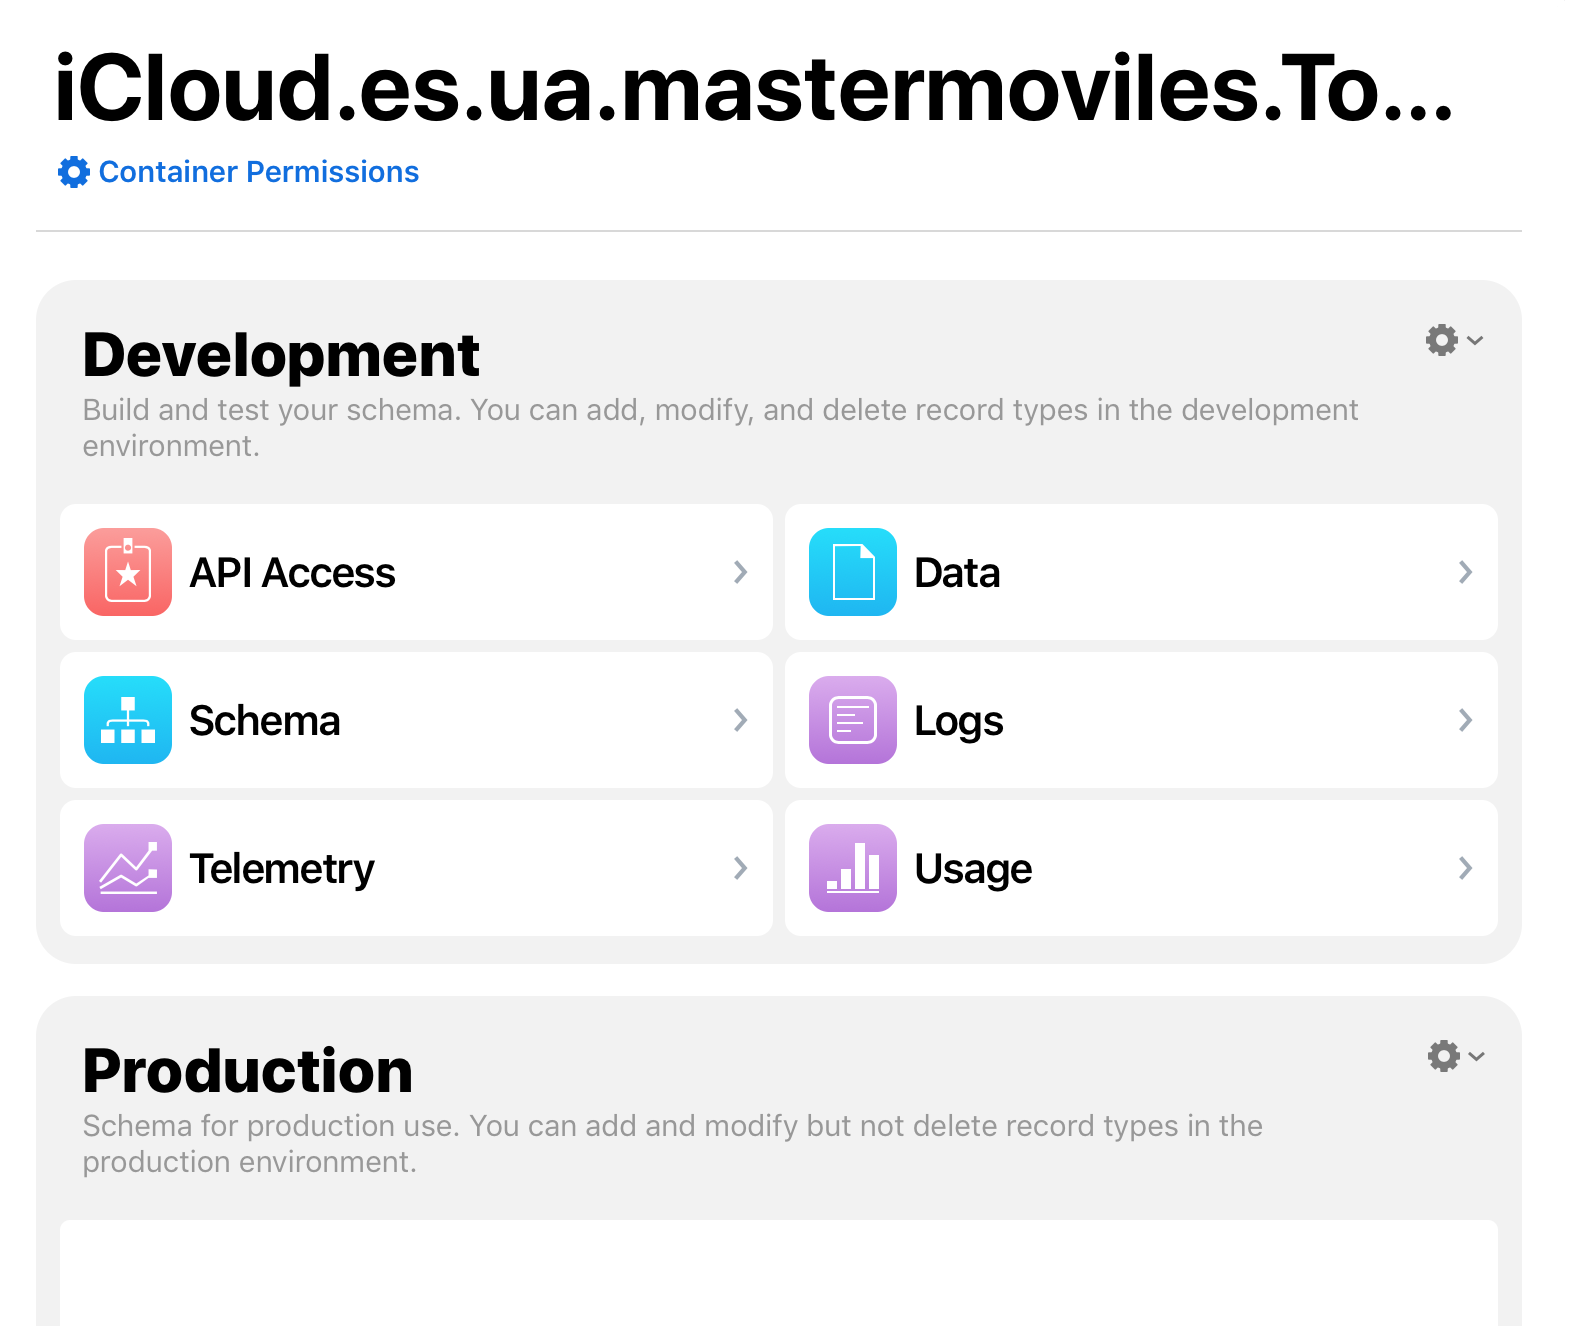 iCloud.es.ua.mastermoviles.To...
Container Permissions
Development
Build and test your schema. You can add, modify, and delete record types in the development
environment.
API Access
Data
Schema
Logs
Telemetry
Usage
Production
Schema for production use. You can add and modify but not delete record types in the
production environment.